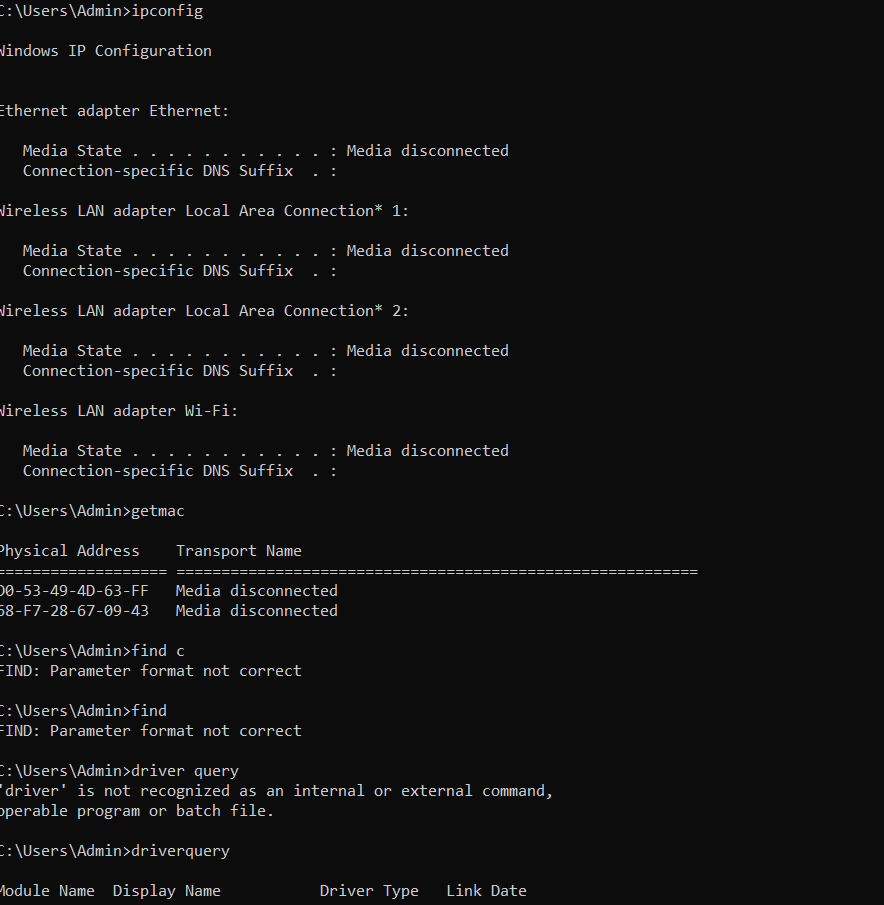 C:\Users\Admin>ipconfig
Windows IP Configuration
Ethernet adapter Ethernet:
Media State . . . . . . . . . . . : Media disconnected
Connection-specific DNS Suffix  . :
Wireless LAN adapter Local Area Connection* 1:
Media State . . . . . . . . . . . : Media disconnected
Connection-specific DNS Suffix  . :
Wireless LAN adapter Local Area Connection* 2:
Media State . . . . . . . . . . . : Media disconnected
Connection-specific DNS Suffix  . :
Wireless LAN adapter Wi-Fi:
Media State . . . . . . . . . . . : Media disconnected
Connection-specific DNS Suffix  . :
C:\Users\Admin>getmac
Physical Address    Transport Name
=================== ==========================================================
D0-53-49-4D-63-FF   Media disconnected
68-F7-28-67-09-43   Media disconnected
C:\Users\Admin>find c
FIND: Parameter format not correct
C:\Users\Admin>find
FIND: Parameter format not correct
C:\Users\Admin>driver query
'driver' is not recognized as an internal or external command,
operable program or batch file.
C:\Users\Admin>driverquery
Module Name  Display Name           Driver Type   Link Date